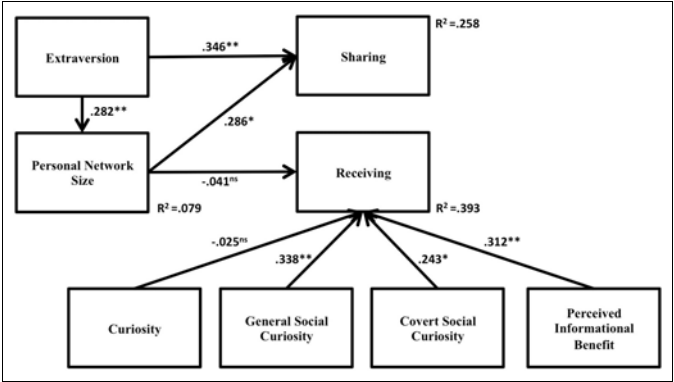 R² =.258
Extraversion
.346**
Sharing
.282**
.286*
Personal Network
Size
-.041ⁿˢ
Receiving
R² =.079
R² =.393
-.025ⁿˢ
.338**
.243*
.312**
Curiosity
General Social
Curiosity
Covert Social
Curiosity
Perceived
Informational
Benefit